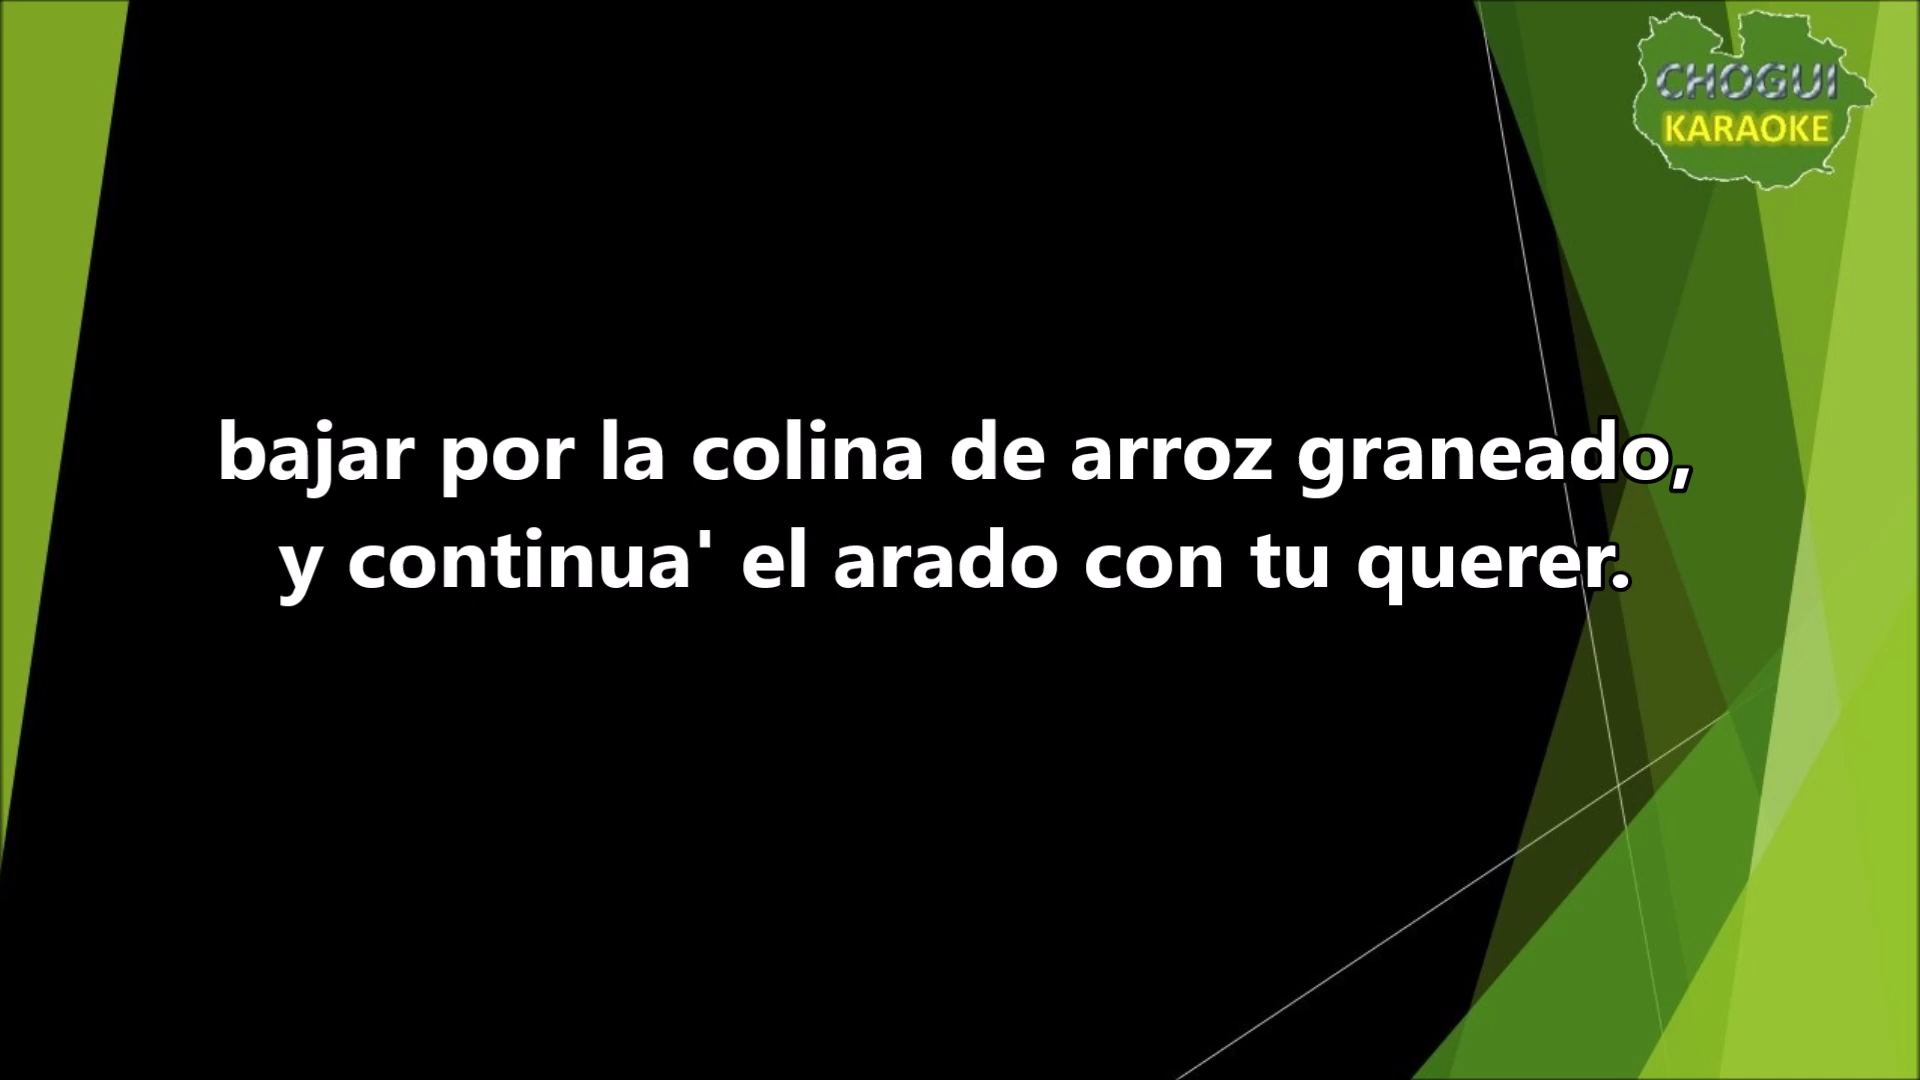 CHOGUI
KARAOKE
bajar por la colina de arroz graneado,
y continua' el arado con tu querer.